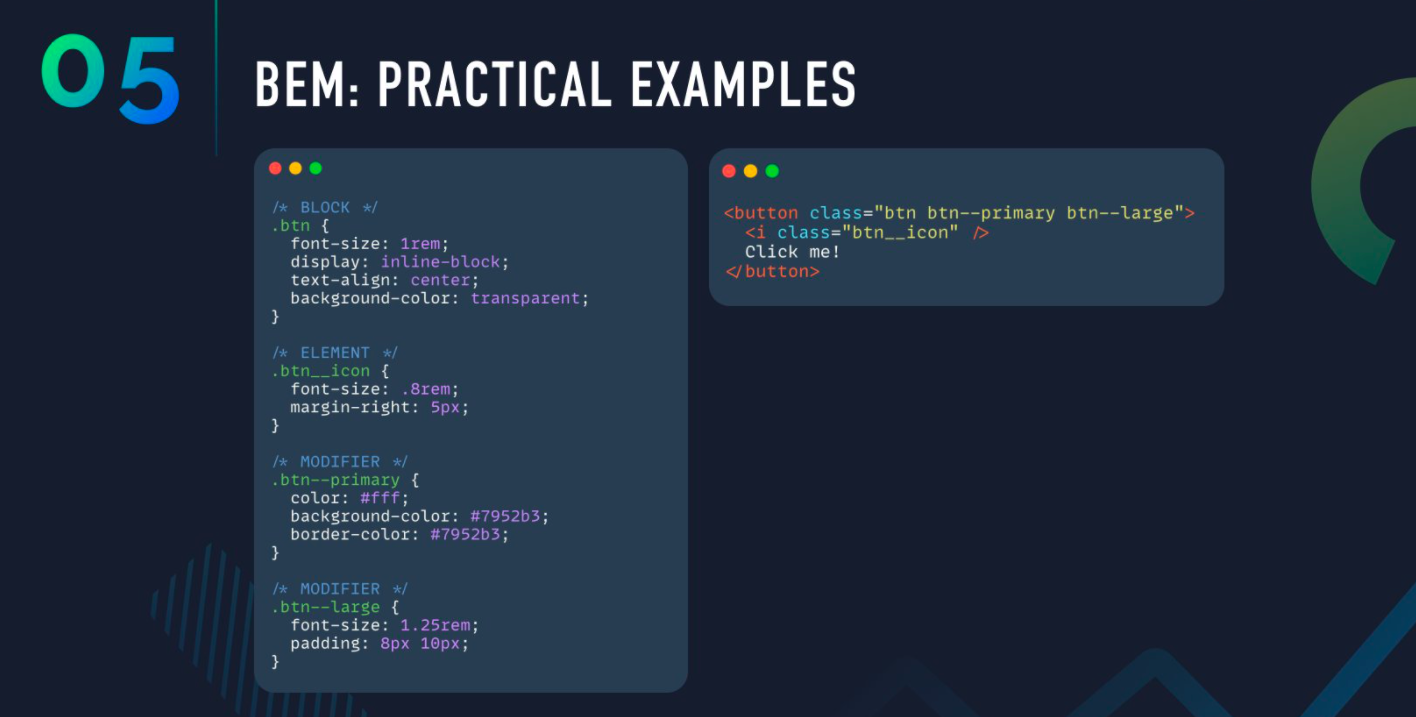 05
BEM: PRACTICAL EXAMPLES
/* BLOCK */
.btn {
  font-size: 1rem;
  display: inline-block;
  text-align: center;
  background-color: transparent;
}
/* ELEMENT */
.btn__icon {
  font-size: .8rem;
  margin-right: 5px;
}
/* MODIFIER */
.btn--primary {
  color: #fff;
  background-color: #7952b3;
  border-color: #7952b3;
}
/* MODIFIER */
.btn--large {
  font-size: 1.25rem;
  padding: 8px 10px;
}
<button class="btn btn--primary btn--large">
  <i class="btn__icon" />
  Click me!
</button>